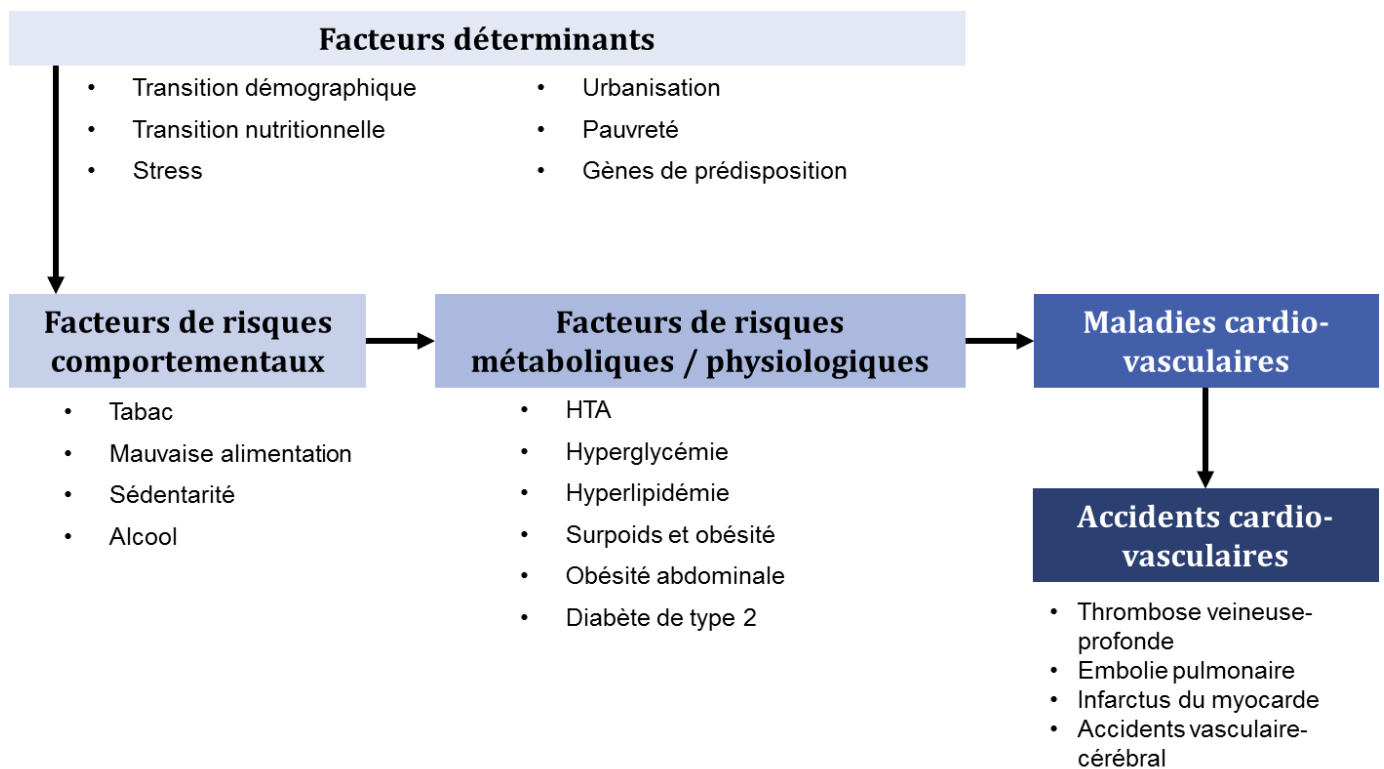 Facteurs déterminants
• Transition démographique
• Transition nutritionnelle
• Stress
• Urbanisation
• Pauvreté
• Gènes de prédisposition
Facteurs de risques
comportementaux
• Tabac
• Mauvaise alimentation
• Sédentarité
• Alcool
Facteurs de risques
métaboliques / physiologiques
• HTA
• Hyperglycémie
• Hyperlipidémie
• Surpoids et obésité
• Obésité abdominale
• Diabète de type 2
Maladies cardio-
vasculaires
Accidents cardio-
vasculaires
• Thrombose veineuse-
profonde
• Embolie pulmonaire
• Infarctus du myocarde
• Accidents vasculaire-
cérébral